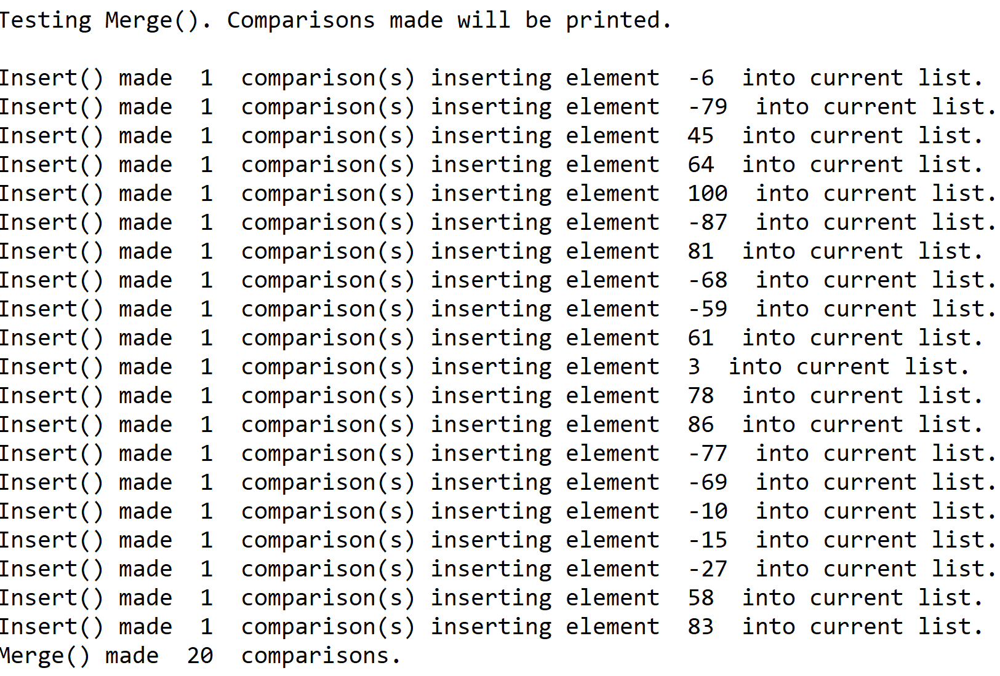 Testing Merge(). Comparisons made will be printed.
Insert() made  1  comparison(s) inserting element  -6  into current list.
Insert() made  1  comparison(s) inserting element  -79  into current list.
Insert() made  1  comparison(s) inserting element  45  into current list.
Insert() made  1  comparison(s) inserting element  64  into current list.
Insert() made  1  comparison(s) inserting element  100  into current list.
Insert() made  1  comparison(s) inserting element  -87  into current list.
Insert() made  1  comparison(s) inserting element  81  into current list.
Insert() made  1  comparison(s) inserting element  -68  into current list.
Insert() made  1  comparison(s) inserting element  -59  into current list.
Insert() made  1  comparison(s) inserting element  61  into current list.
Insert() made  1  comparison(s) inserting element  3  into current list.
Insert() made  1  comparison(s) inserting element  78  into current list.
Insert() made  1  comparison(s) inserting element  86  into current list.
Insert() made  1  comparison(s) inserting element  -77  into current list.
Insert() made  1  comparison(s) inserting element  -69  into current list.
Insert() made  1  comparison(s) inserting element  -10  into current list.
Insert() made  1  comparison(s) inserting element  -15  into current list.
Insert() made  1  comparison(s) inserting element  -27  into current list.
Insert() made  1  comparison(s) inserting element  58  into current list.
Insert() made  1  comparison(s) inserting element  83  into current list.
Merge() made  20  comparisons.